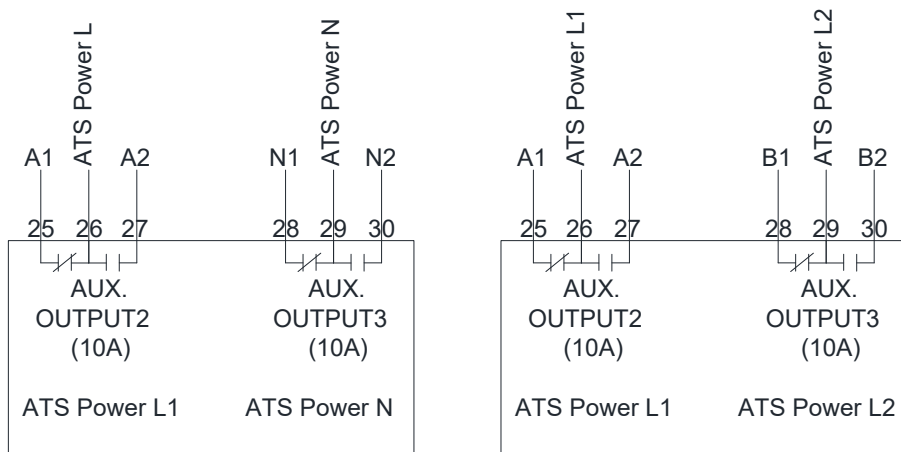 ATS Power L
ATS Power N
ATS Power L1
ATS Power L2
A1 A2 N1 N2 A1 A2 B1 B2
25 26 27 28 29 30 25 26 27 28 29 30
AUX. AUX. AUX. AUX.
OUTPUT2 OUTPUT3 OUTPUT2 OUTPUT3
(10A) (10A) (10A) (10A)
ATS Power L1 ATS Power N ATS Power L1 ATS Power L2